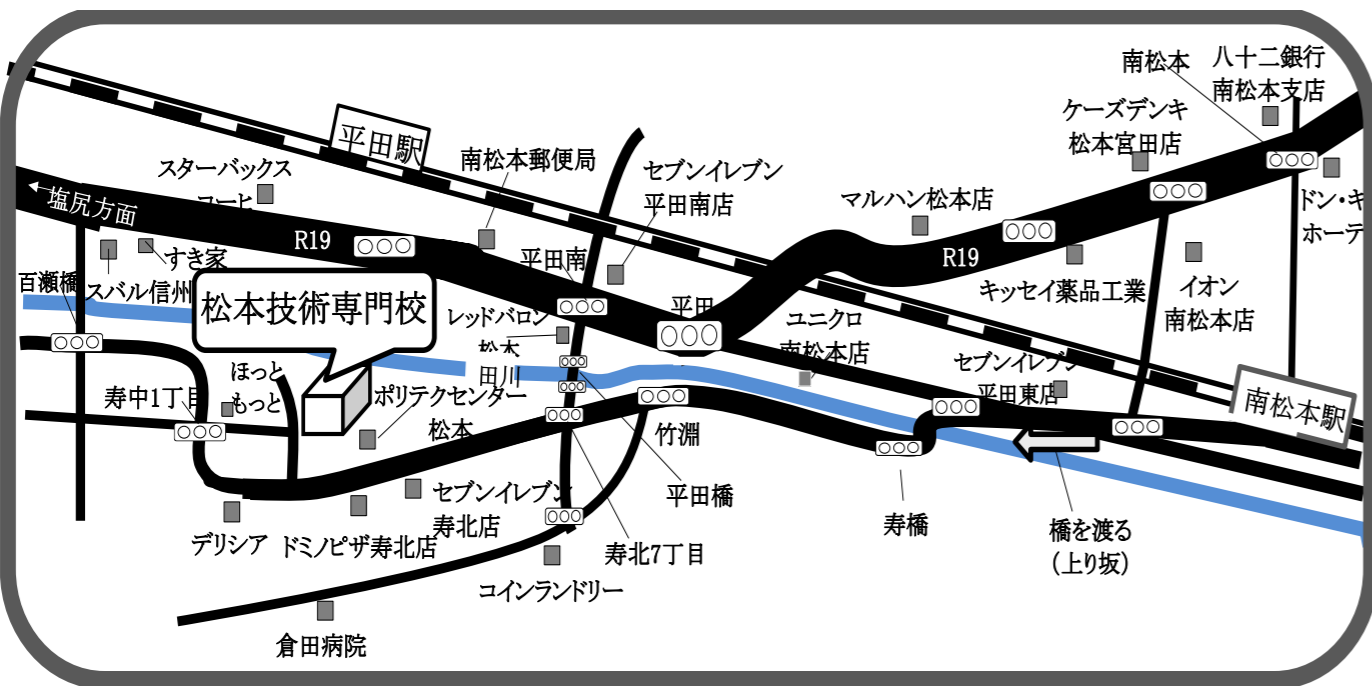 南松本
八十二銀行
南松本支店
ケーズデンキ
松本宮田店
平田駅
南松本郵便局
セブンイレブン
平田南店
スターバックス
コーヒ
マルハン松本店
ドン・キ
ホーテ
←塩尻方面
R19
R19
すき家
平田南
平田
百瀬橋
スバル信州
キッセイ薬品工業
イオン
南松本店
松本技術専門校
レッドバロン
松本
田川
ユニクロ
南松本店
セブンイレブン
平田東店
南松本駅
ほっと
もっと
寿中1丁目
ポリテクセンター
松本
竹淵
平田橋
セブンイレブン
寿北店
寿橋
橋を渡る
(上り坂)
デリシア
ドミノピザ寿北店
寿北7丁目
コインランドリー
倉田病院